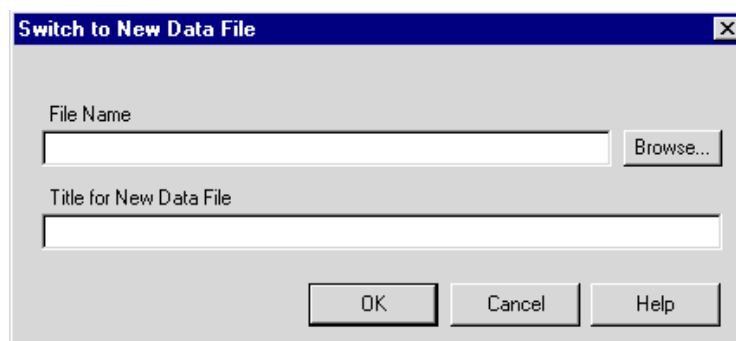 Switch to New Data File
File Name
Browse...
Title for New Data File
OK Cancel Help